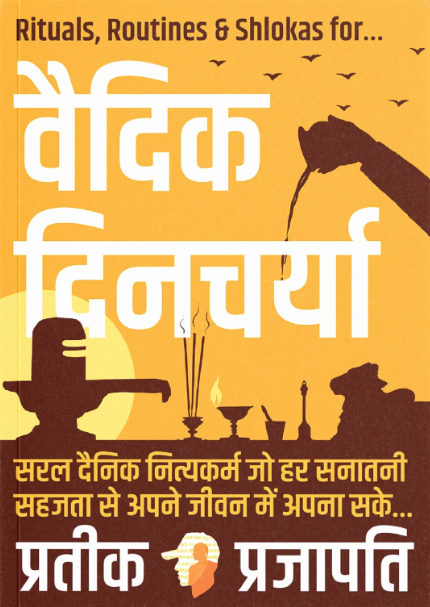 Rituals, Routines & Shlokas for...
वैदिक
दिनचर्या
सरल दैनिक नित्यकर्म जो हर सनातनी
सहजता से अपने जीवन में अपना सके...
प्रतीक प्रजापति